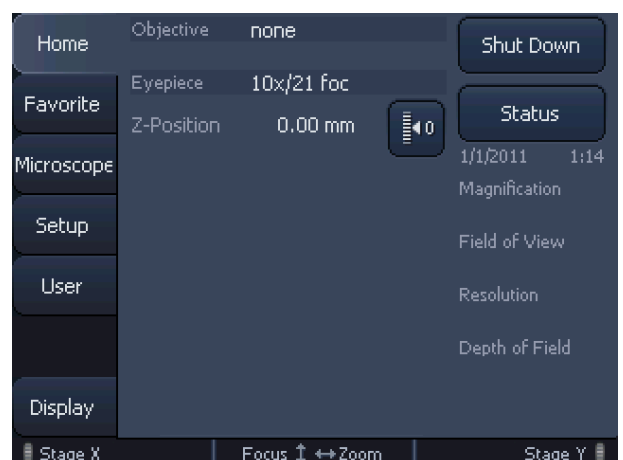 Home
Favorite
Microscope
Setup
User
Display
Objective none
Eyepiece 10x/21 foc
Z-Position 0.00 mm
0
Shut Down
Status
1/1/2011 1:14
Magnification
Field of View
Resolution
Depth of Field
Stage X Focus ↥ ↔ Zoom Stage Y